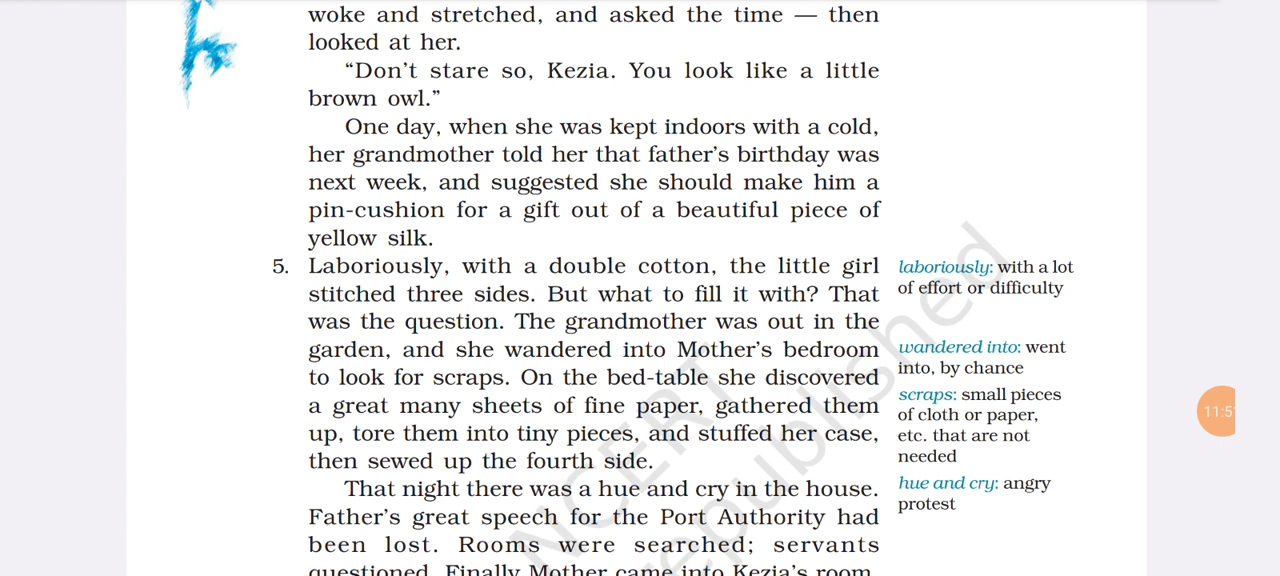 woke and stretched, and asked the time — then
looked at her.
“Don’t stare so, Kezia. You look like a little
brown owl.”
One day, when she was kept indoors with a cold,
her grandmother told her that father’s birthday was
next week, and suggested she should make him a
pin-cushion for a gift out of a beautiful piece of
yellow silk.
5. Laboriously, with a double cotton, the little girl
stitched three sides. But what to fill it with? That
was the question. The grandmother was out in the
garden, and she wandered into Mother’s bedroom
to look for scraps. On the bed-table she discovered
a great many sheets of fine paper, gathered them
up, tore them into tiny pieces, and stuffed her case,
then sewed up the fourth side.
That night there was a hue and cry in the house.
Father’s great speech for the Port Authority had
been lost. Rooms were searched; servants
questioned. Finally Mother came into Kezia’s room.
laboriously: with a lot
of effort or difficulty
wandered into: went
into, by chance
scraps: small pieces
of cloth or paper,
etc. that are not
needed
hue and cry: angry
protest
NCERT
republished